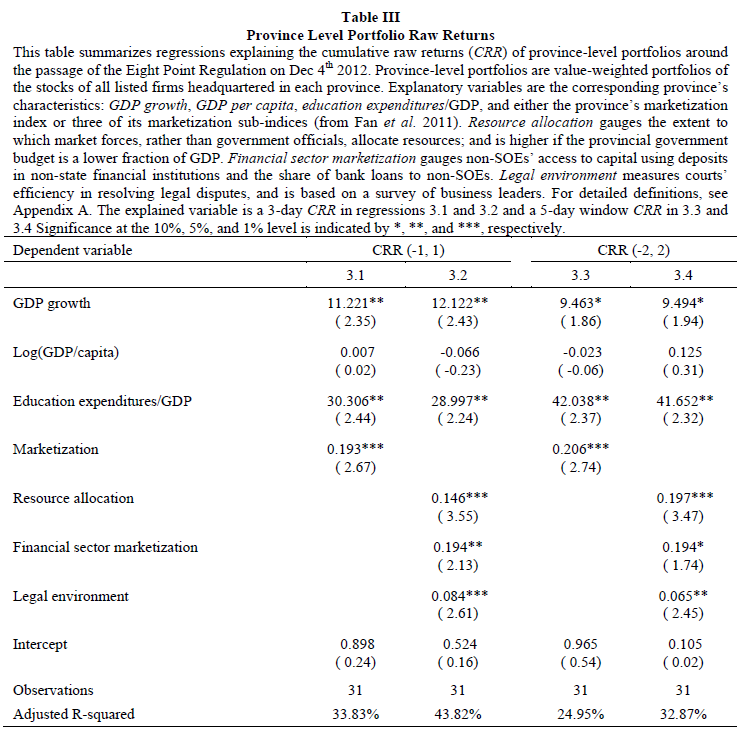 Table III
Province Level Portfolio Raw Returns
This table summarizes regressions explaining the cumulative raw returns (CRR) of province-level portfolios around
the passage of the Eight Point Regulation on Dec 4th 2012. Province-level portfolios are value-weighted portfolios of
the stocks of all listed firms headquartered in each province. Explanatory variables are the corresponding province's
characteristics: GDP growth, GDP per capita, education expenditures/GDP, and either the province's marketization
index or three of its marketization sub-indices (from Fan et al. 2011). Resource allocation gauges the extent to
which market forces, rather than government officials, allocate resources; and is higher if the provincial government
budget is a lower fraction of GDP. Financial sector marketization gauges non-SOEs' access to capital using deposits
in non-state financial institutions and the share of bank loans to non-SOEs. Legal environment measures courts'
efficiency in resolving legal disputes, and is based on a survey of business leaders. For detailed definitions, see
Appendix A. The explained variable is a 3-day CRR in regressions 3.1 and 3.2 and a 5-day window CRR in 3.3 and
3.4 Significance at the 10%, 5%, and 1% level is indicated by *, **, and ***, respectively.
Dependent variable CRR (-1, 1) CRR (-2, 2)
3.1 3.2 3.3 3.4
GDP growth 11.221** 12.122** 9.463* 9.494*
( 2.35) ( 2.43) ( 1.86) ( 1.94)
Log(GDP/capita) 0.007 -0.066 -0.023 0.125
( 0.02) ( -0.23) ( -0.06) ( 0.31)
Education expenditures/GDP 30.306** 28.997** 42.038** 41.652**
( 2.44) ( 2.24) ( 2.37) ( 2.32)
Marketization 0.193*** 0.206***
( 2.67) ( 2.74)
Resource allocation 0.146*** 0.197***
( 3.55) ( 3.47)
Financial sector marketization 0.194** 0.194*
( 2.13) ( 1.74)
Legal environment 0.084*** 0.065**
( 2.61) ( 2.45)
Intercept 0.898 0.524 0.965 0.105
( 0.24) ( 0.16) ( 0.54) ( 0.02)
Observations 31 31 31 31
Adjusted R-squared 33.83% 43.82% 24.95% 32.87%